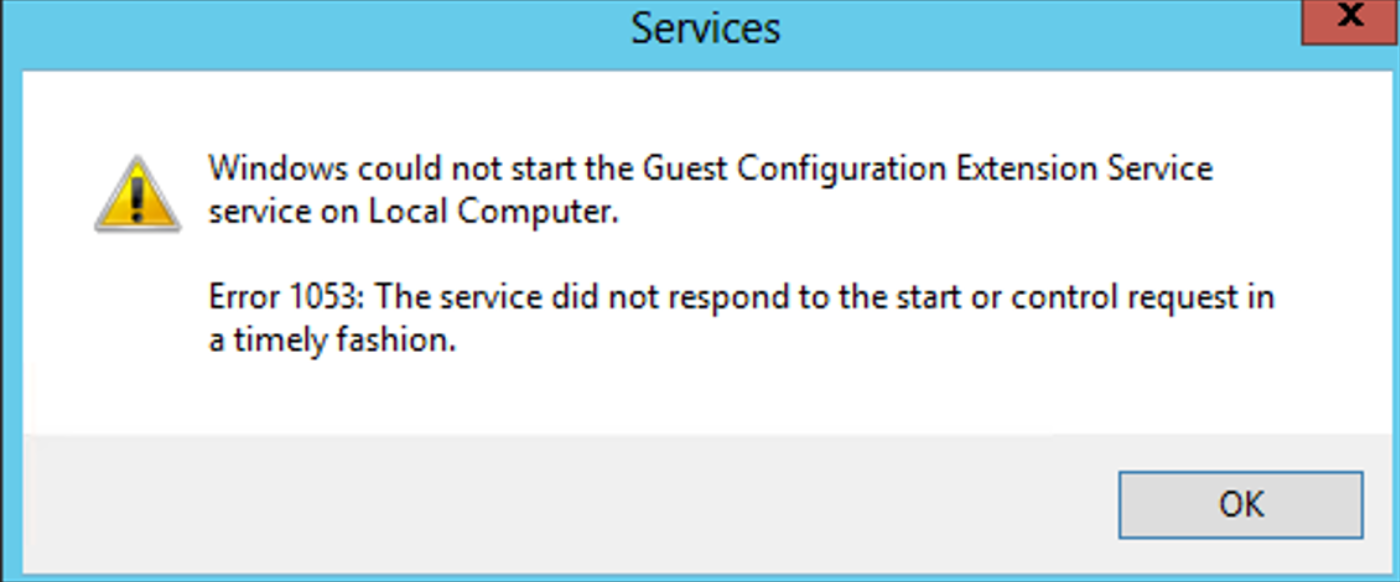 Services
x
Windows could not start the Guest Configuration Extension Service
service on Local Computer.
Error 1053: The service did not respond to the start or control request in
a timely fashion.
OK